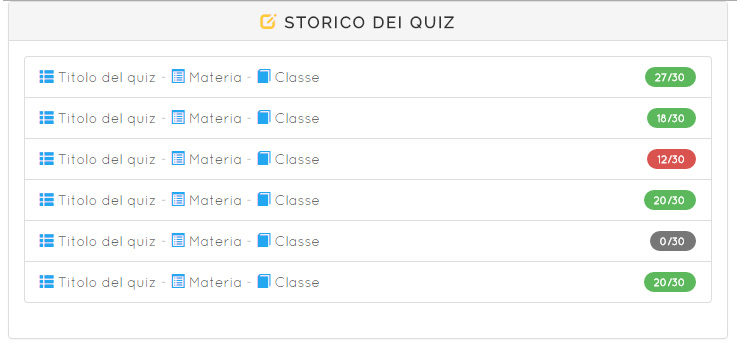 STORICO DEI QUIZ
Titolo del quiz - Materia - Classe 27/30
Titolo del quiz - Materia - Classe 18/30
Titolo del quiz - Materia - Classe 12/30
Titolo del quiz - Materia - Classe 20/30
Titolo del quiz - Materia - Classe 0/30
Titolo del quiz - Materia - Classe 20/30